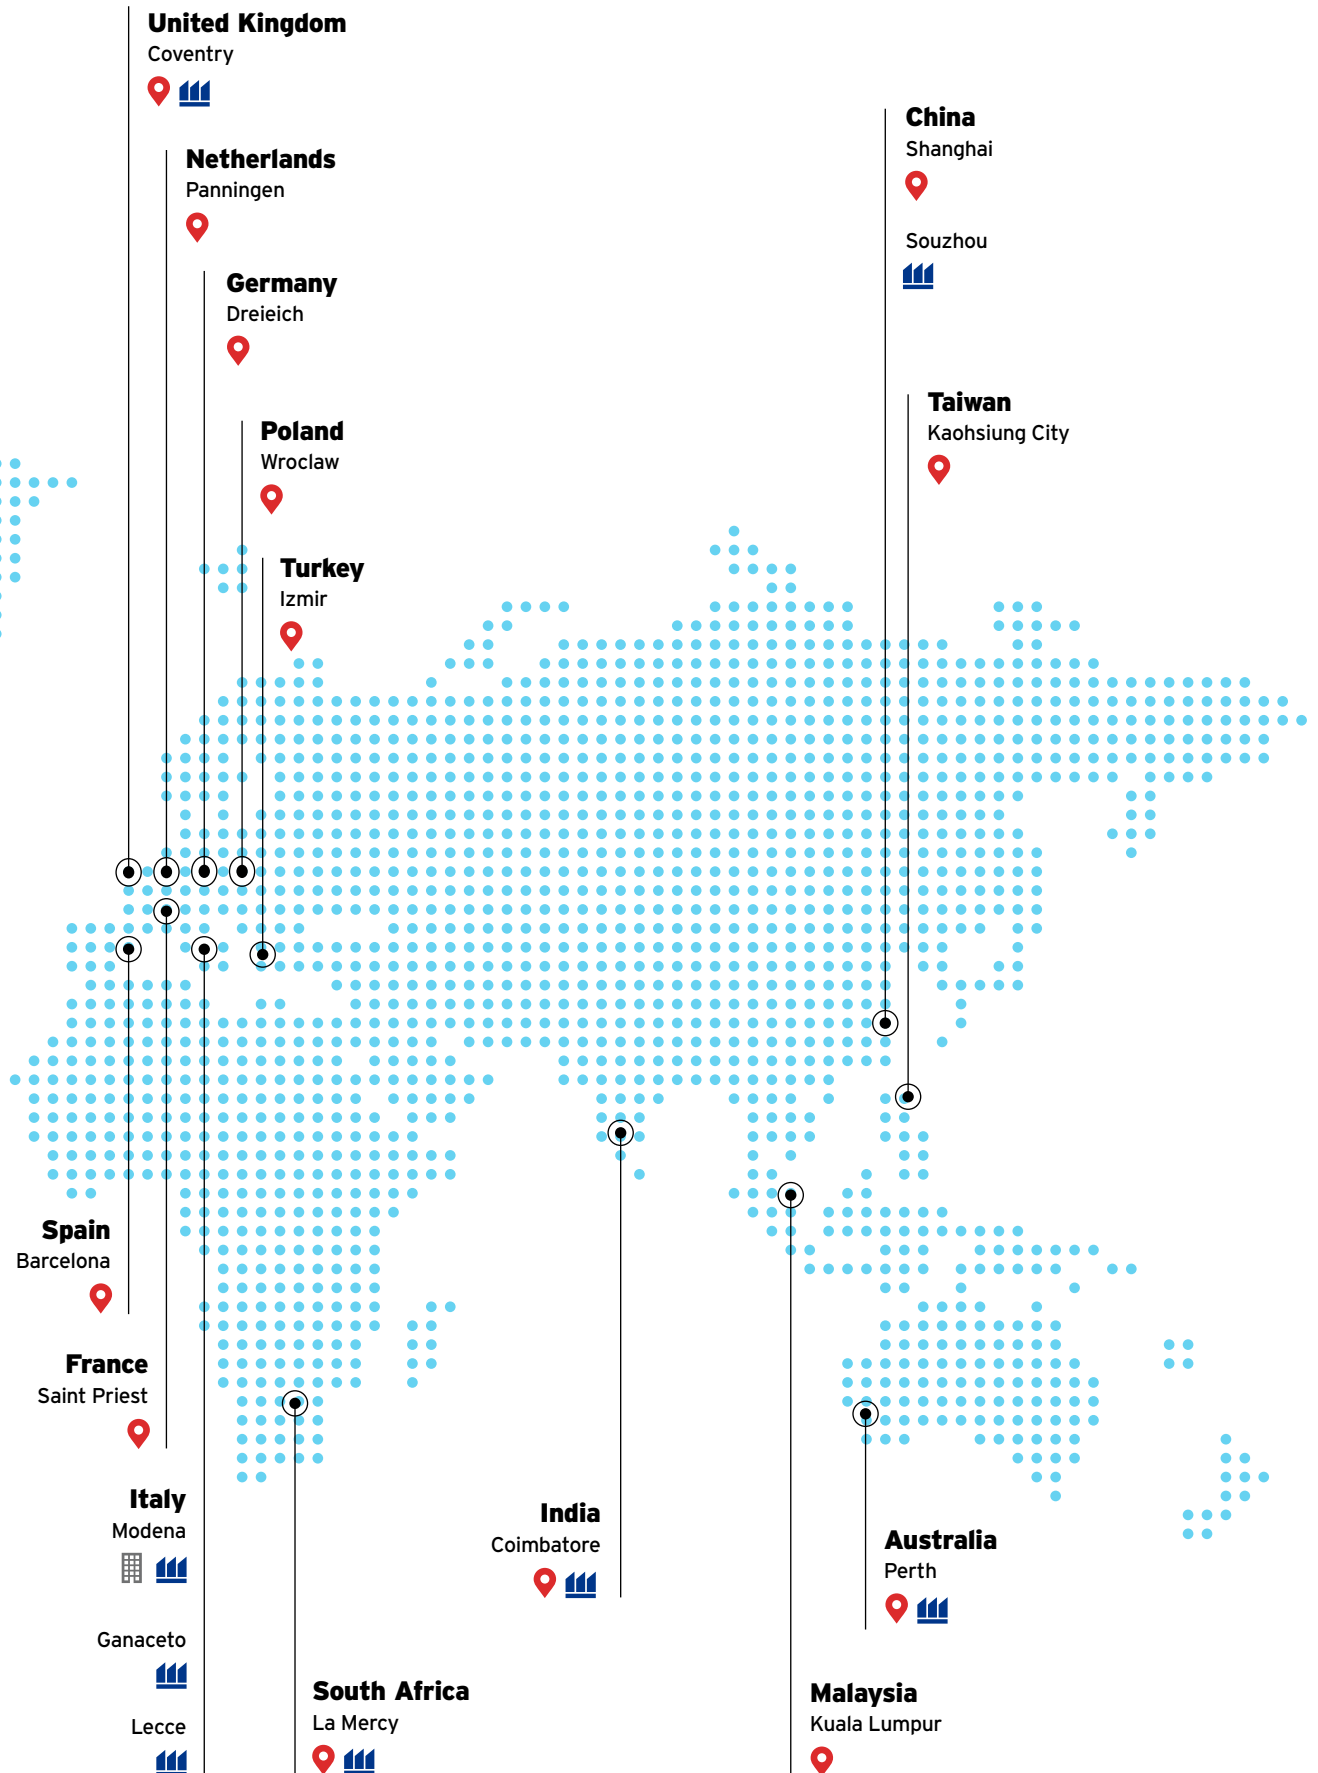 United Kingdom
Coventry
Netherlands
Panningen
Germany
Dreieich
Poland
Wroclaw
Turkey
Izmir
China
Shanghai
Souzhou
Taiwan
Kaohsiung City
Spain
Barcelona
France
Saint Priest
Italy
Modena
Ganaceto
Lecce
South Africa
La Mercy
India
Coimbatore
Australia
Perth
Malaysia
Kuala Lumpur